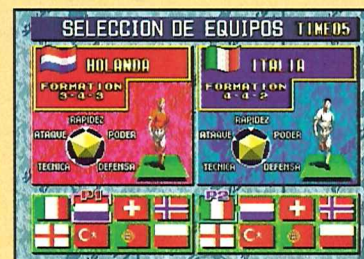 SELECCION DE EQUIPOS TIME05
HOLANDA
FORMATION
3-4-3
RAPIDEZ
ATAQUE PODER
TECNICA DEFENSA
ITALIA
FORMATION
4-4-2
RAPIDEZ
ATAQUE PODER
TECNICA DEFENSA
P1 P2